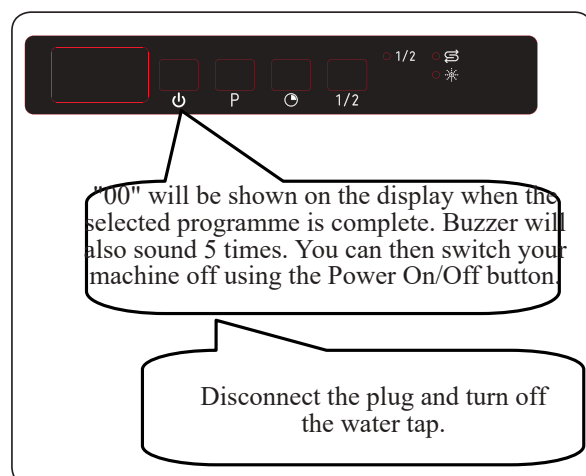 1/2
P
1/2
"00" will be shown on the display when the
selected programme is complete. Buzzer will
also sound 5 times. You can then switch your
machine off using the Power On/Off button.
Disconnect the plug and turn off
the water tap.